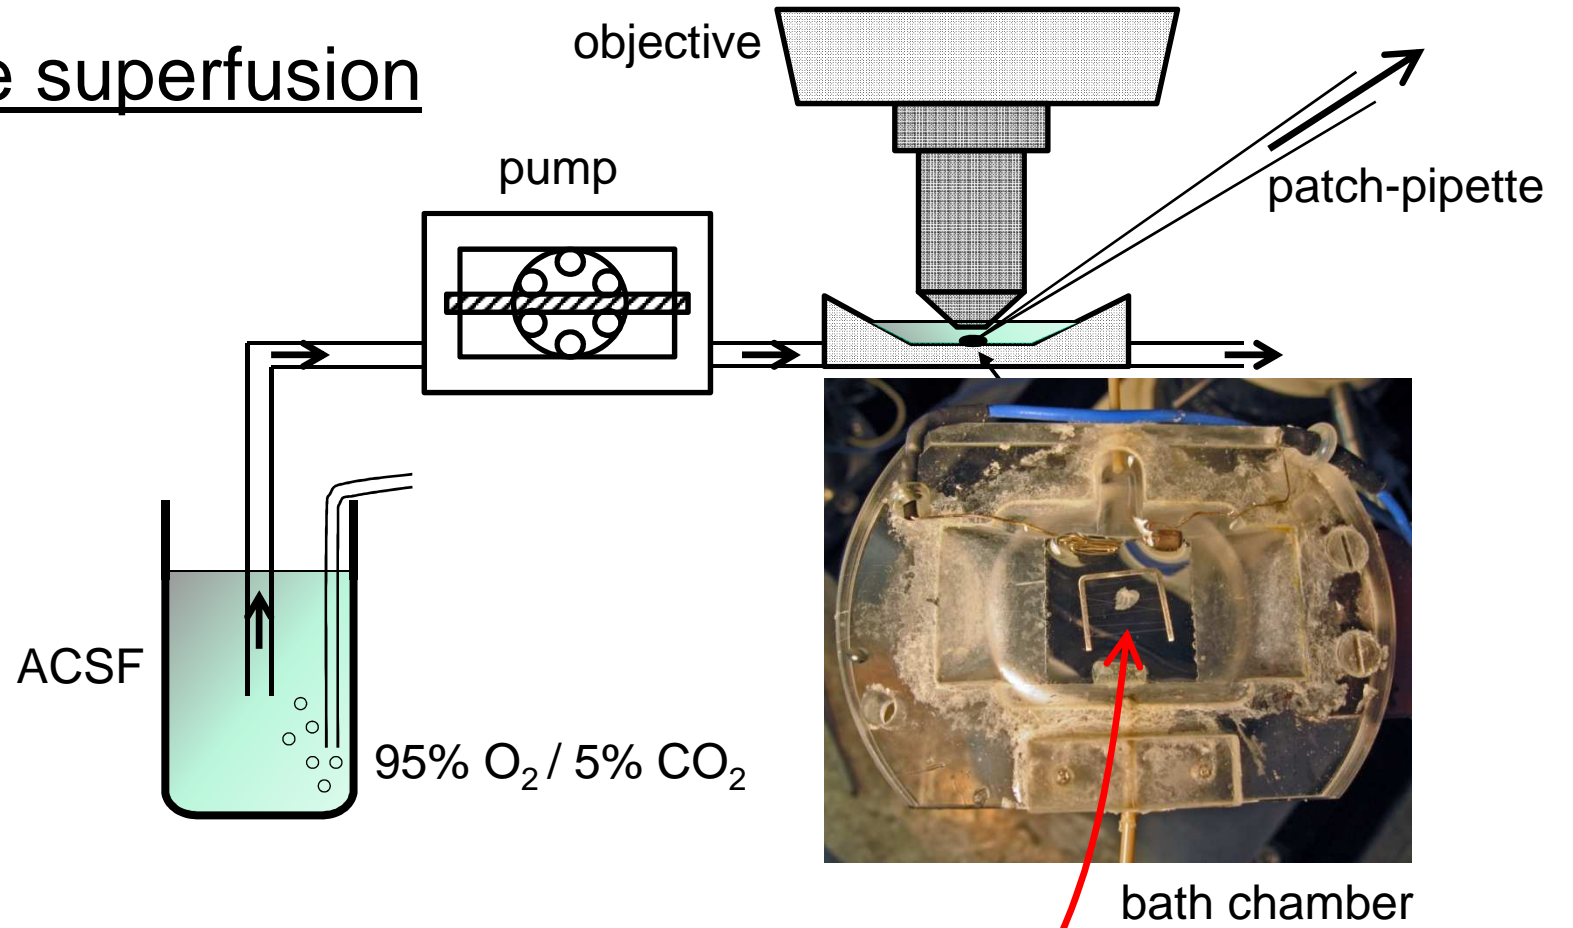 objective
superfusion
pump
patch-pipette
ACSF
95% O₂ / 5% CO₂
bath chamber